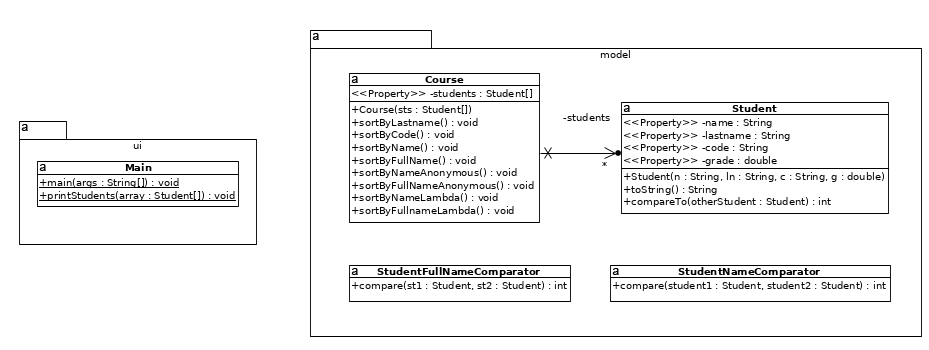 a
ui
a
Main
+main(args : String[]) : void
+printStudents(array : Student[]) : void
a
model
a
Course
<<Property>> -students : Student[]
+Course(sts : Student[])
+sortByLastname() : void
+sortByCode() : void
+sortByName() : void
+sortByFullName() : void
+sortByNameAnonymous() : void
+sortByFullNameAnonymous() : void
+sortByNameLambda() : void
+sortByFullnameLambda() : void
-students
*
a
Student
<<Property>> -name : String
<<Property>> -lastname : String
<<Property>> -code : String
<<Property>> -grade : double
+Student(n : String, ln : String, c : String, g : double)
+toString() : String
+compareTo(otherStudent : Student) : int
a
StudentFullNameComparator
+compare(st1 : Student, st2 : Student) : int
a
StudentNameComparator
+compare(student1 : Student, student2 : Student) : int